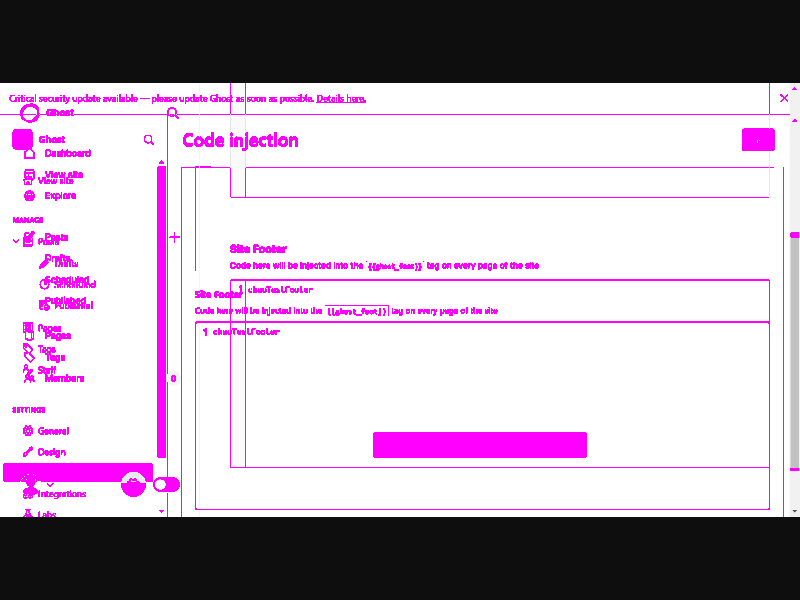 Critical security update available — please update Ghost as soon as possible. Details here.
Ghost
Ghost
Code injection
Dashboard
View site
View site
Explore
MANAGE
Posts
Posts
Drafts
Drafts
Scheduled
Scheduled
Published
Published
Pages
Pages
Tags
Tags
Staff
Members
0
SETTINGS
General
Design
Integrations
Labs
Site Footer
Code here will be injected into the {{ghost_foot}} tag on every page of the site
1
Site Footer
Code here will be injected into the {{ghost_foot}} tag on every page of the site
1